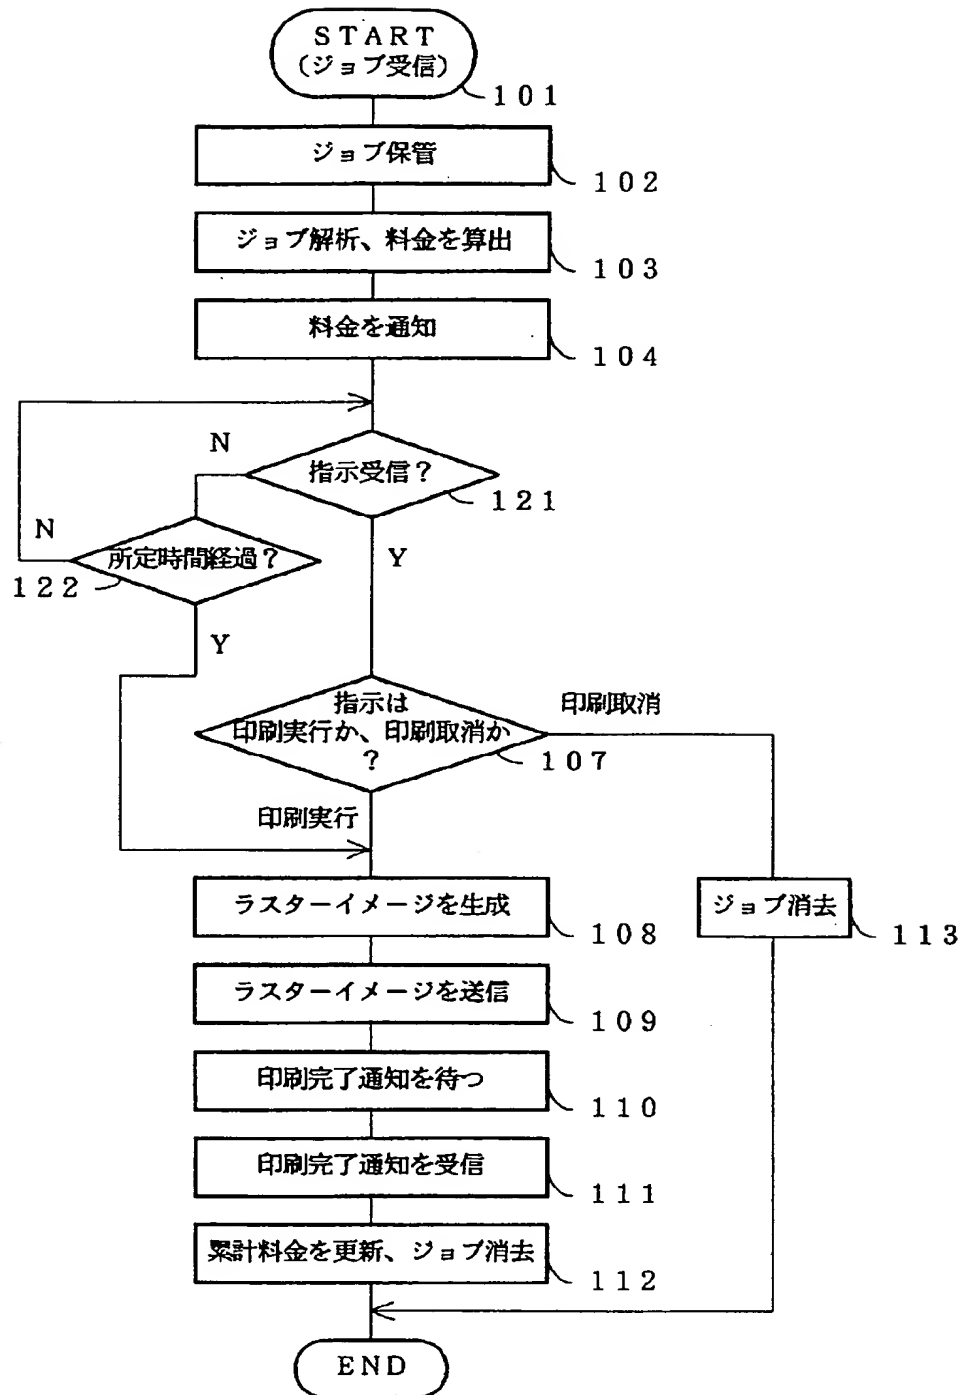 START
(ジョブ受信)
101
ジョブ保管
102
ジョブ解析、料金を算出
103
料金を通知
104
N
指示受信?
121
N
所定時間経過?
122
Y
Y
指示は
印刷実行か、印刷取消か
?
107
印刷取消
印刷実行
ラスターイメージを生成
108
ジョブ消去
113
ラスターイメージを送信
109
印刷完了通知を待つ
110
印刷完了通知を受信
111
累計料金を更新、ジョブ消去
112
END